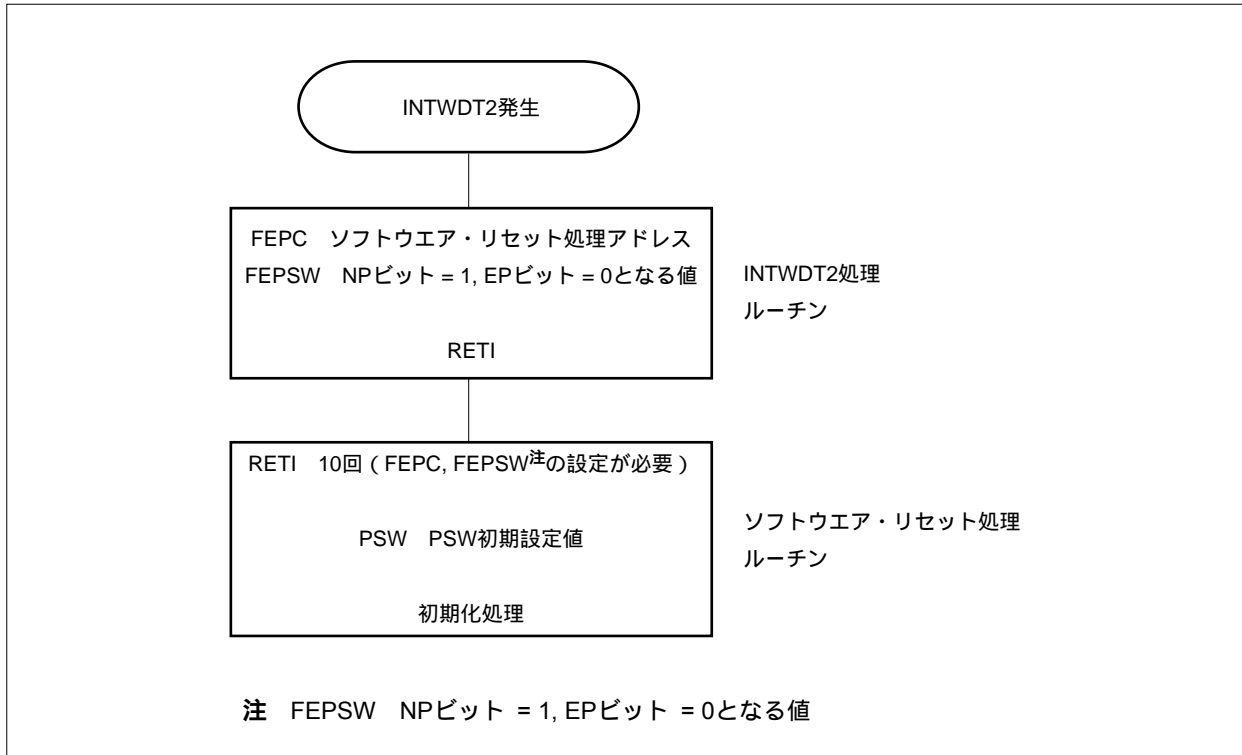 INTWDT2発生
FEPC　ソフトウエア・リセット処理アドレス
FEPSW　NPビット = 1, EPビット = 0となる値
RETI
INTWDT2処理
ルーチン
RETI　10回（FEPC, FEPSW注の設定が必要）
PSW　PSW初期設定値
初期化処理
ソフトウエア・リセット処理
ルーチン
注　FEPSW　NPビット = 1, EPビット = 0となる値